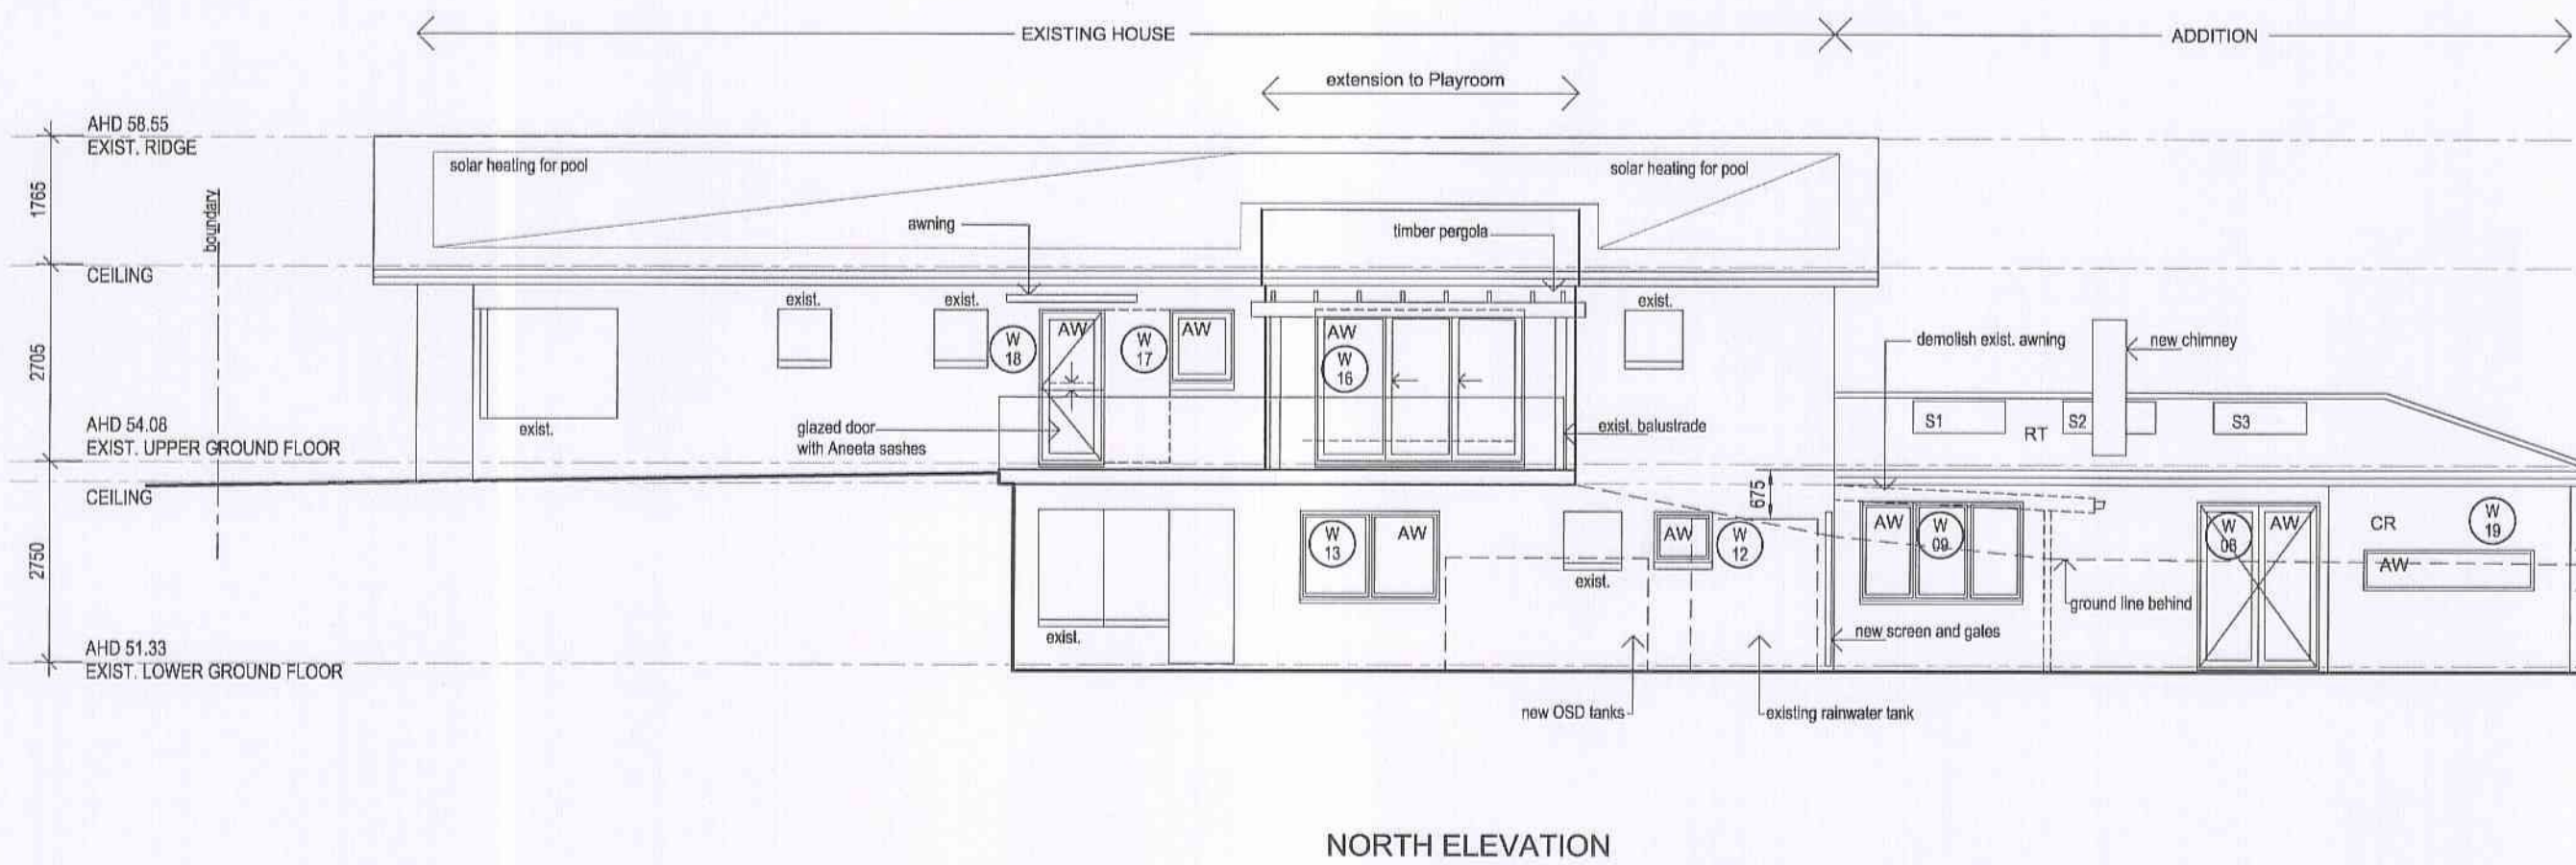 EXISTING HOUSE
ADDITION
extension to Playroom
AHD 58.55
EXIST. RIDGE
1765
boundary
solar heating for pool
solar heating for pool
awning
timber pergola
CEILING
exist.
exist.
exist.
W
18
AW
W
17
AW
AW
W
16
2705
demolish exist. awning
new chimney
AHD 54.08
EXIST. UPPER GROUND FLOOR
exist.
glazed door
with Aneeta sashes
exist. balustrade
S1
RT
S2
S3
CEILING
675
2750
W
13
AW
AW
W
12
AW
W
09
W
08
AW
CR
W
19
AW
exist.
exist.
ground line behind
new screen and gates
AHD 51.33
EXIST. LOWER GROUND FLOOR
new OSD tanks
existing rainwater tank
NORTH ELEVATION